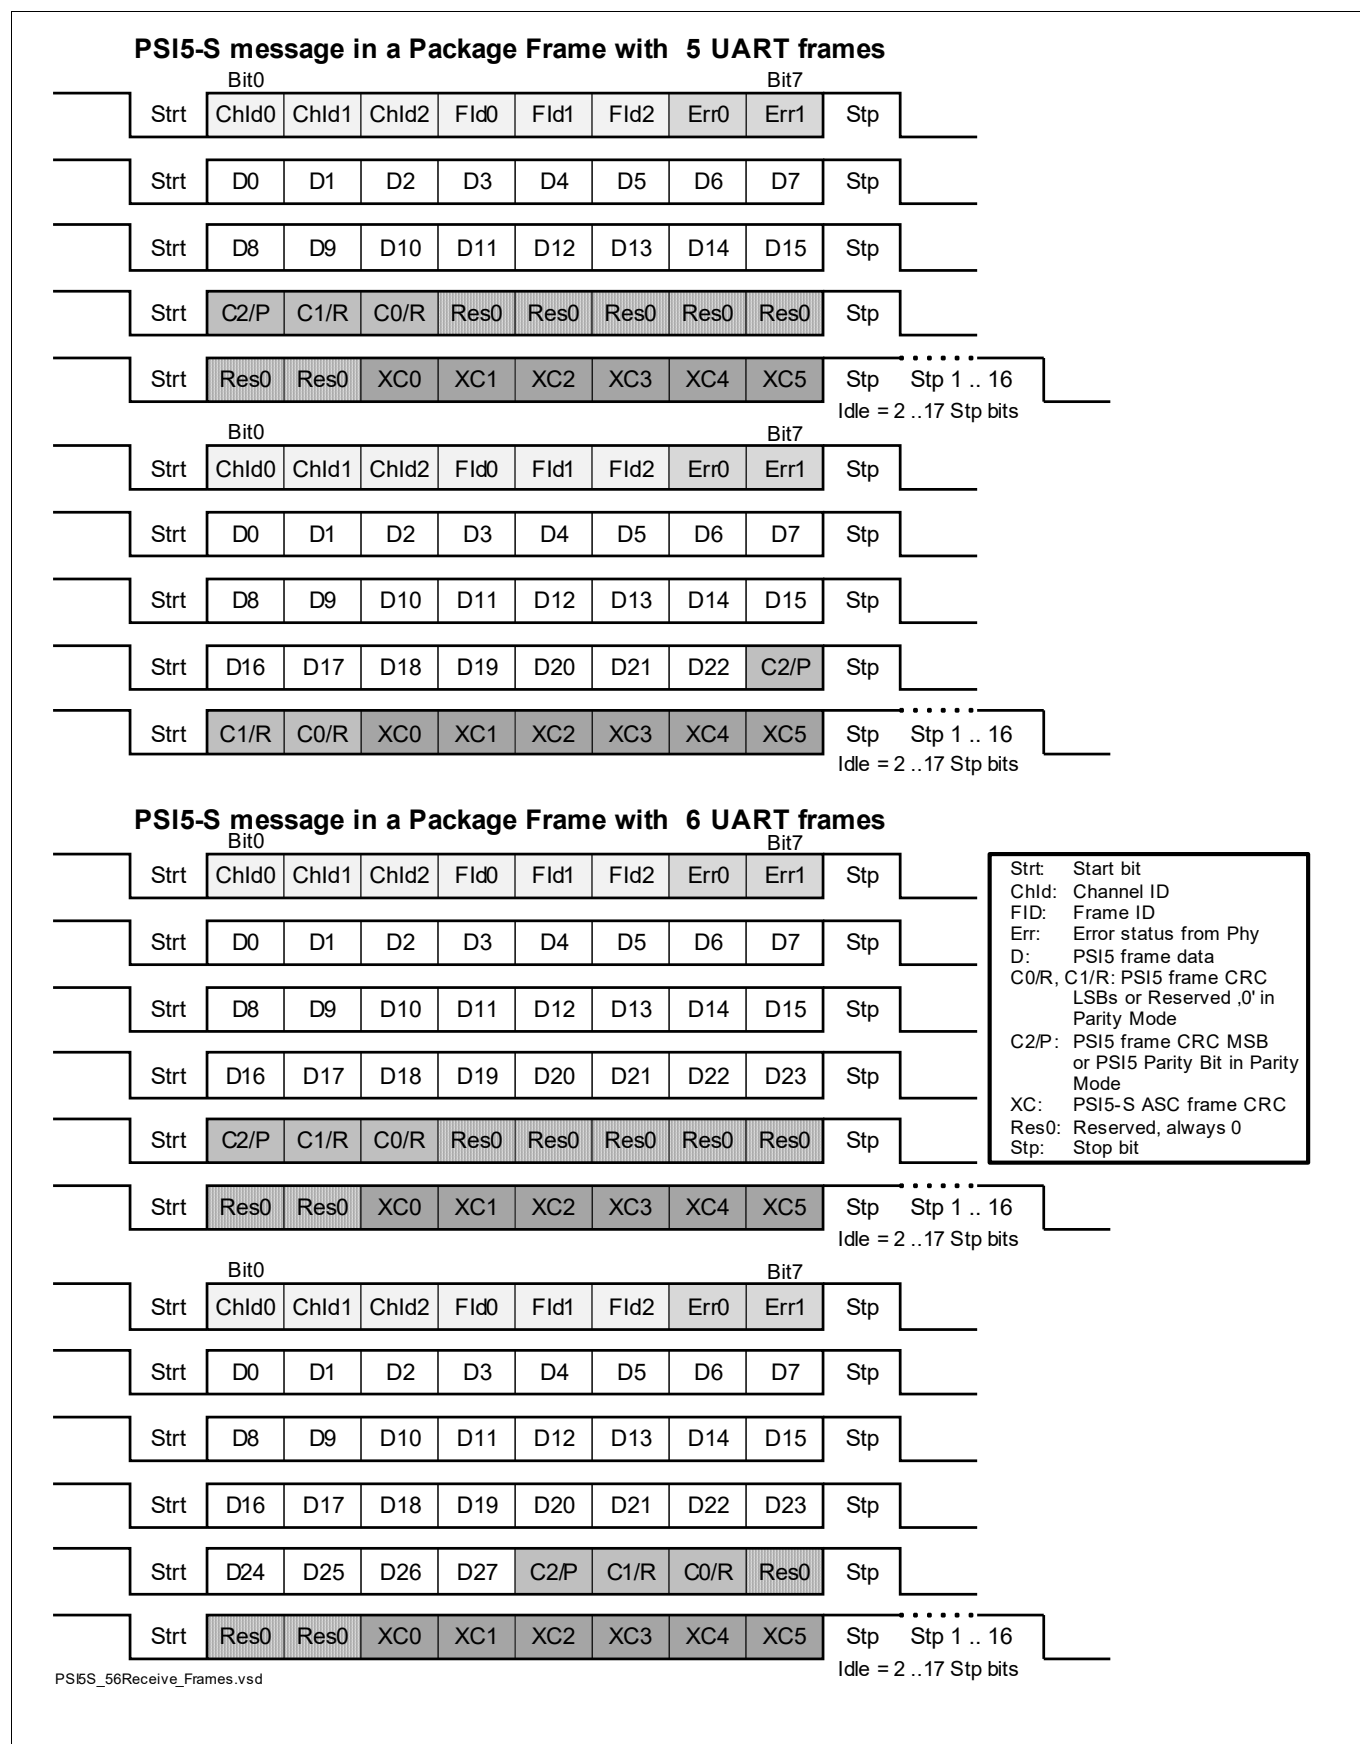 PSI5-S message in a Package Frame with 5 UART frames
Bit0 Bit7
Strt ChId0 ChId1 ChId2 FId0 FId1 FId2 Err0 Err1 Stp
Strt D0 D1 D2 D3 D4 D5 D6 D7 Stp
Strt D8 D9 D10 D11 D12 D13 D14 D15 Stp
Strt C2/P C1/R C0/R Res0 Res0 Res0 Res0 Res0 Stp
Strt Res0 Res0 XC0 XC1 XC2 XC3 XC4 XC5 Stp Stp 1 .. 16
Idle = 2 ..17 Stp bits
Bit0 Bit7
Strt ChId0 ChId1 ChId2 FId0 FId1 FId2 Err0 Err1 Stp
Strt D0 D1 D2 D3 D4 D5 D6 D7 Stp
Strt D8 D9 D10 D11 D12 D13 D14 D15 Stp
Strt D16 D17 D18 D19 D20 D21 D22 C2/P Stp
Strt C1/R C0/R XC0 XC1 XC2 XC3 XC4 XC5 Stp Stp 1 .. 16
Idle = 2 ..17 Stp bits
PSI5-S message in a Package Frame with 6 UART frames
Bit0 Bit7
Strt ChId0 ChId1 ChId2 FId0 FId1 FId2 Err0 Err1 Stp
Strt D0 D1 D2 D3 D4 D5 D6 D7 Stp
Strt D8 D9 D10 D11 D12 D13 D14 D15 Stp
Strt D16 D17 D18 D19 D20 D21 D22 D23 Stp
Strt C2/P C1/R C0/R Res0 Res0 Res0 Res0 Res0 Stp
Strt Res0 Res0 XC0 XC1 XC2 XC3 XC4 XC5 Stp Stp 1 .. 16
Idle = 2 ..17 Stp bits
Strt: Start bit
ChId: Channel ID
FID: Frame ID
Err: Error status from Phy
D: PSI5 frame data
C0/R, C1/R: PSI5 frame CRC
LSBs or Reserved ,0' in
Parity Mode
C2/P: PSI5 frame CRC MSB
or PSI5 Parity Bit in Parity
Mode
XC: PSI5-S ASC frame CRC
Res0: Reserved, always 0
Stp: Stop bit
Bit0 Bit7
Strt ChId0 ChId1 ChId2 FId0 FId1 FId2 Err0 Err1 Stp
Strt D0 D1 D2 D3 D4 D5 D6 D7 Stp
Strt D8 D9 D10 D11 D12 D13 D14 D15 Stp
Strt D16 D17 D18 D19 D20 D21 D22 D23 Stp
Strt D24 D25 D26 D27 C2/P C1/R C0/R Res0 Stp
Strt Res0 Res0 XC0 XC1 XC2 XC3 XC4 XC5 Stp Stp 1 .. 16
Idle = 2 ..17 Stp bits
PSI5S_56Receive_Frames.vsd